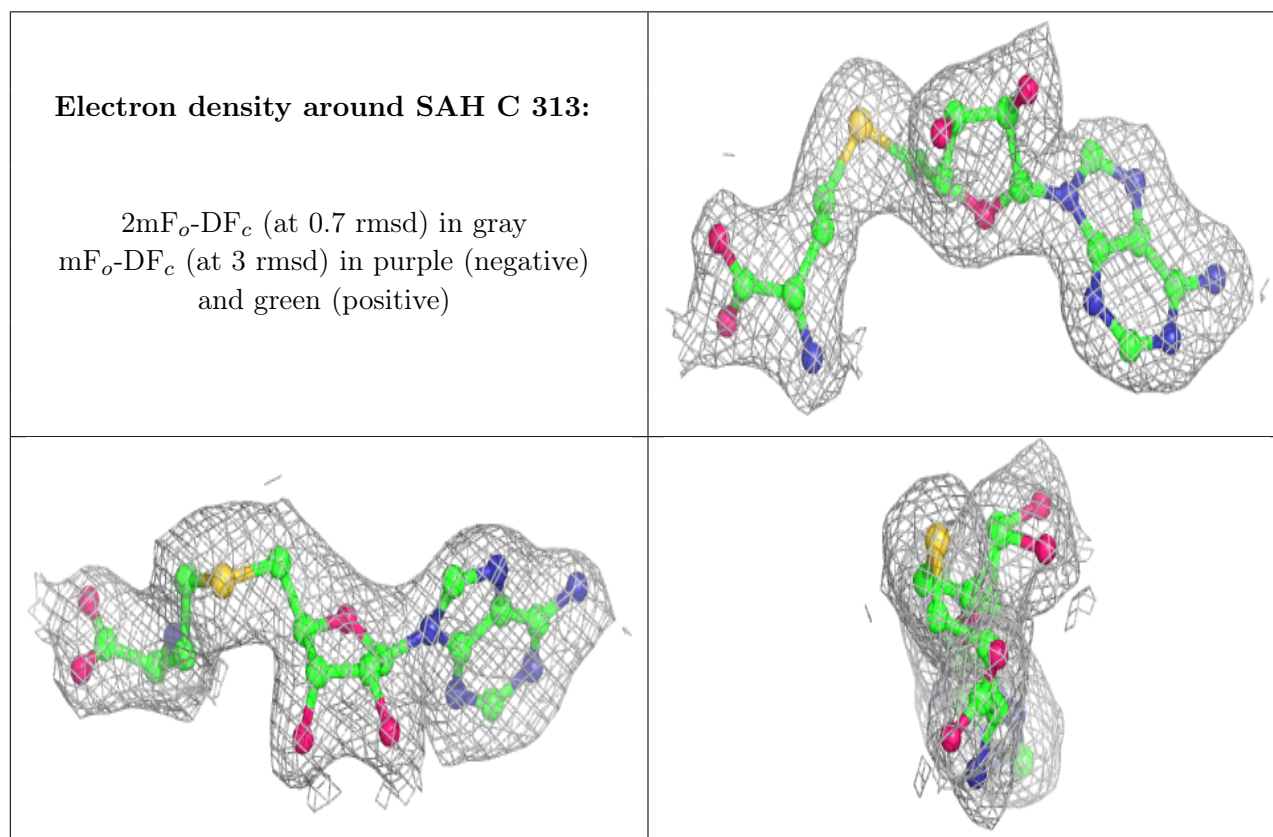 Electron density around SAH C 313:
2mFo-DFc (at 0.7 rmsd) in gray
mFo-DFc (at 3 rmsd) in purple (negative)
and green (positive)